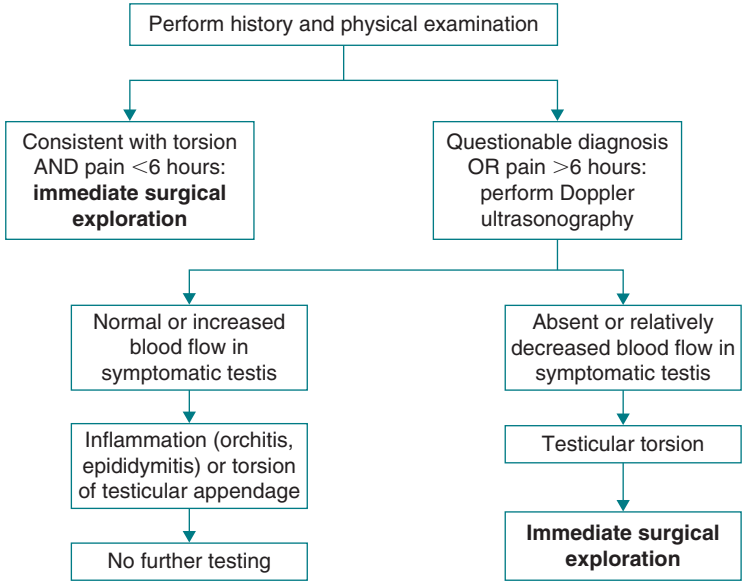 Perform history and physical examination
Consistent with torsion
AND pain <6 hours:
immediate surgical
exploration
Questionable diagnosis
OR pain >6 hours:
perform Doppler
ultrasonography
Normal or increased
blood flow in
symptomatic testis
Absent or relatively
decreased blood flow in
symptomatic testis
Inflammation (orchitis,
epididymitis) or torsion
of testicular appendage
Testicular torsion
No further testing
Immediate surgical
exploration